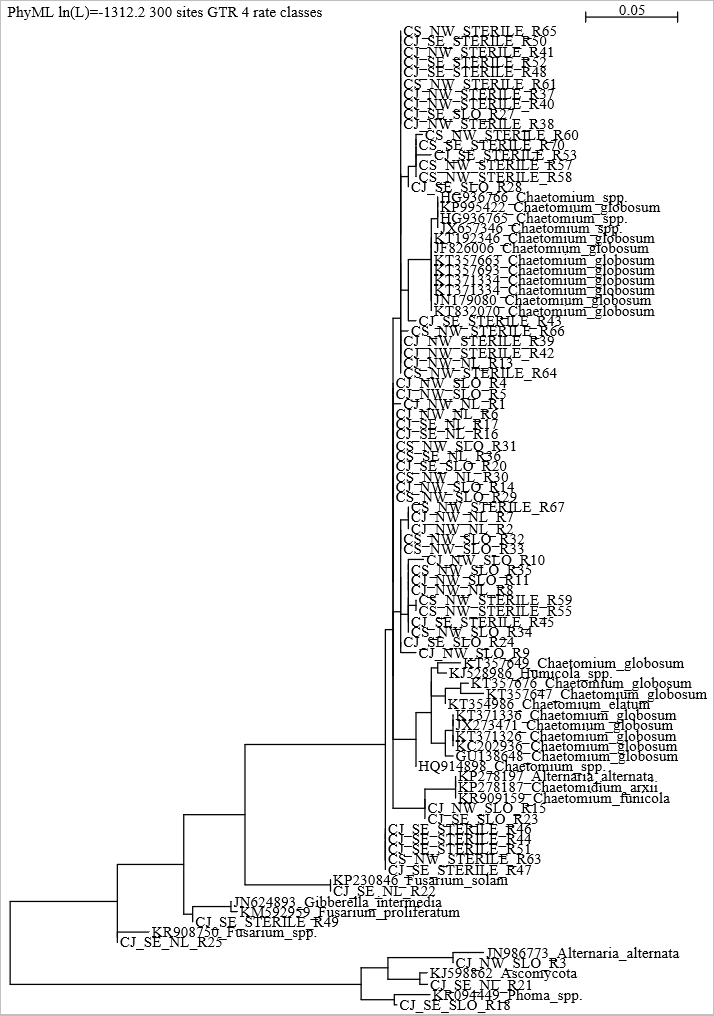 PhyML ln(L)=-1312.2 300 sites GTR 4 rate classes
0.05
CS_NW_STERILE_R65
CJ_SE_STERILE_R50
CJ_NW_STERILE_R41
CJ_SE_STERILE_R52
CJ_SE_STERILE_R48
CS_NW_STERILE_R61
CJ_NW_STERILE_R37
CJ_NW_STERILE_R40
CJ_SE_SLO_R27
CJ_NW_STERILE_R38
CS_NW_STERILE_R60
CS_SE_STERILE_R70
CJ_SE_STERILE_R53
CS_NW_STERILE_R57
CS_NW_STERILE_R58
CJ_SE_SLO_R28
HG936766_Chaetomium_spp.
KP995422_Chaetomium_globosum
HG936765_Chaetomium_spp.
JX657346_Chaetomium_spp.
KT192346_Chaetomium_globosum
JF826006_Chaetomium_globosum
KT357663_Chaetomium_globosum
KT357693_Chaetomium_globosum
KT371334_Chaetomium_globosum
KT371334_Chaetomium_globosum
JN179080_Chaetomium_globosum
KT832070_Chaetomium_globosum
CJ_SE_STERILE_R43
CS_NW_STERILE_R66
CJ_NW_STERILE_R39
CJ_NW_STERILE_R42
CJ_NW_NL_R13
CS_NW_STERILE_R64
CJ_NW_SLO_R4
CJ_NW_SLO_R5
CJ_NW_NL_R1
CJ_NW_NL_R6
CJ_SE_NL_R17
CJ_SE_NL_R16
CS_NW_SLO_R31
CS_SE_NL_R36
CJ_SE_SLO_R20
CS_NW_NL_R30
CJ_NW_SLO_R14
CS_NW_SLO_R29
CS_NW_STERILE_R67
CJ_NW_NL_R7
CJ_NW_NL_R2
CS_NW_SLO_R32
CS_NW_SLO_R33
CJ_NW_SLO_R10
CS_NW_SLO_R35
CJ_NW_SLO_R11
CJ_NW_NL_R8
CS_NW_STERILE_R59
CS_NW_STERILE_R55
CJ_SE_STERILE_R45
CS_NW_SLO_R34
CJ_SE_SLO_R24
CJ_NW_SLO_R9
KT357649_Chaetomium_globosum
KJ528986_Humicola_spp.
KT357676_Chaetomium_globosum
KT357647_Chaetomium_globosum
KT354986_Chaetomium_elatum
KT371336_Chaetomium_globosum
JX273471_Chaetomium_globosum
KT371326_Chaetomium_globosum
KC202936_Chaetomium_globosum
GU138648_Chaetomium_globosum
HQ914898_Chaetomium_spp.
KP278197_Alternaria_alternata.
KP278187_Chaetomidium_arxii
KR909159_Chaetomium_funicola
CJ_NW_SLO_R15
CJ_SE_SLO_R23
CJ_SE_STERILE_R46
CJ_SE_STERILE_R44
CJ_SE_STERILE_R51
CS_NW_STERILE_R63
CJ_SE_STERILE_R47
KP230846_Fusarium_solani
CJ_SE_NL_R22
JN624893_Gibberella_intermedia
KM592959_Fusarium_proliferatum
CJ_SE_STERILE_R49
KR908750_Fusarium_spp.
CJ_SE_NL_R25
JN986773_Alternaria_alternata
CJ_NW_SLO_R3
KJ598862_Ascomycota
CJ_SE_NL_R21
KR094449_Phoma_spp.
CJ_SE_SLO_R18